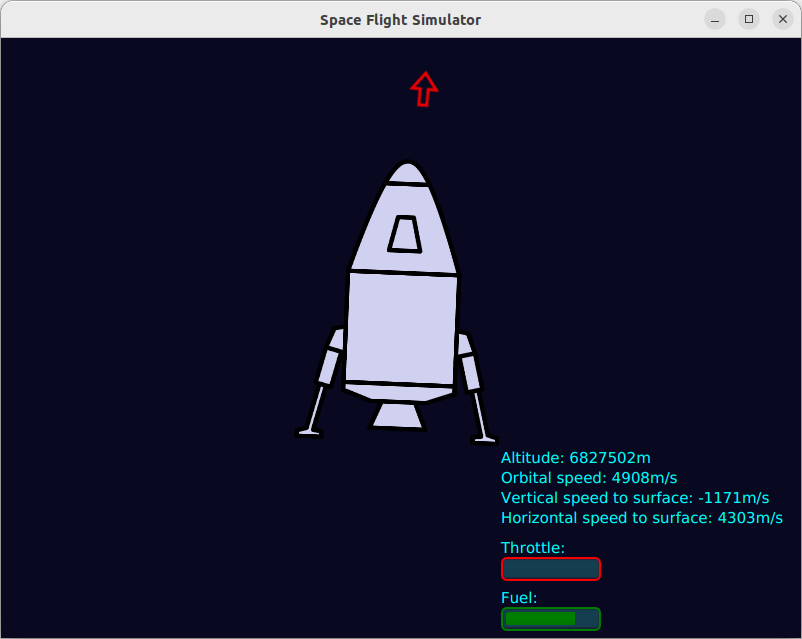 Space Flight Simulator
Altitude: 6827502m
Orbital speed: 4908m/s
Vertical speed to surface: -1171m/s
Horizontal speed to surface: 4303m/s
Throttle:
Fuel: